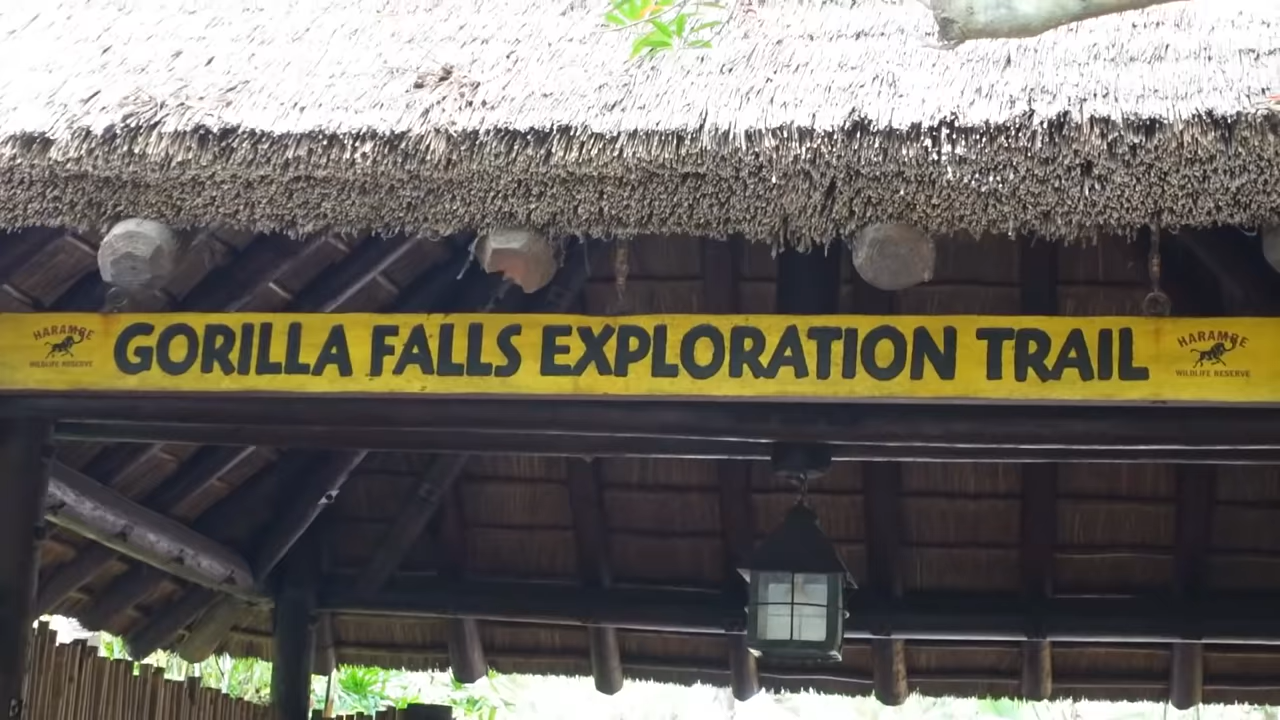 HARAMBE
WILDLIFE RESERVE
GORILLA FALLS EXPLORATION TRAIL
HARAMBE
WILDLIFE RESERVE